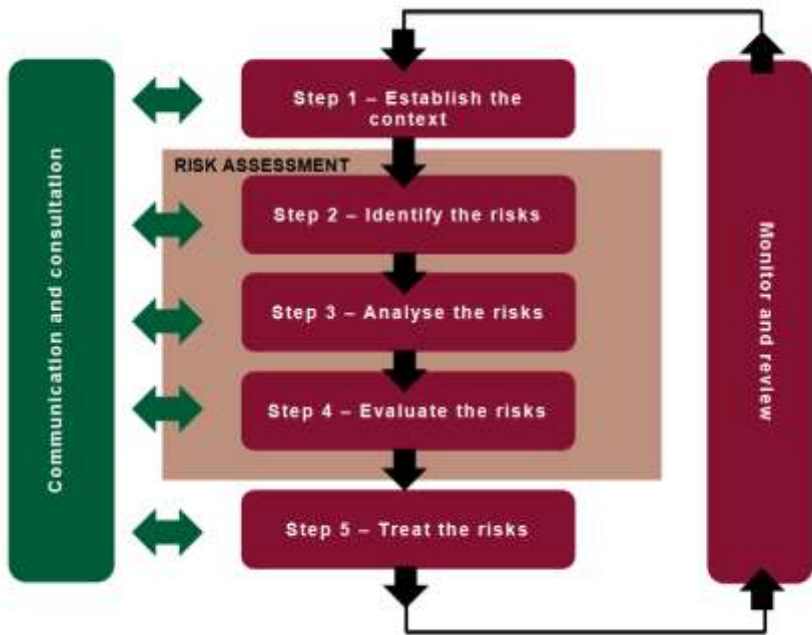 Step 1 – Establish the
context
RISK ASSESSMENT
Step 2 – Identify the risks
Step 3 – Analyse the risks
Step 4 – Evaluate the risks
Step 5 – Treat the risks
Communication and consultation
Monitor and review